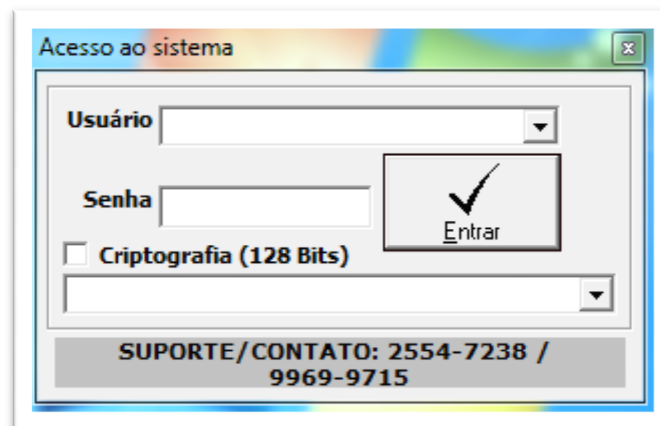 Acesso ao sistema
Usuário
Senha
Entrar
Criptografia (128 Bits)
SUPORTE/CONTATO: 2554-7238 /
9969-9715